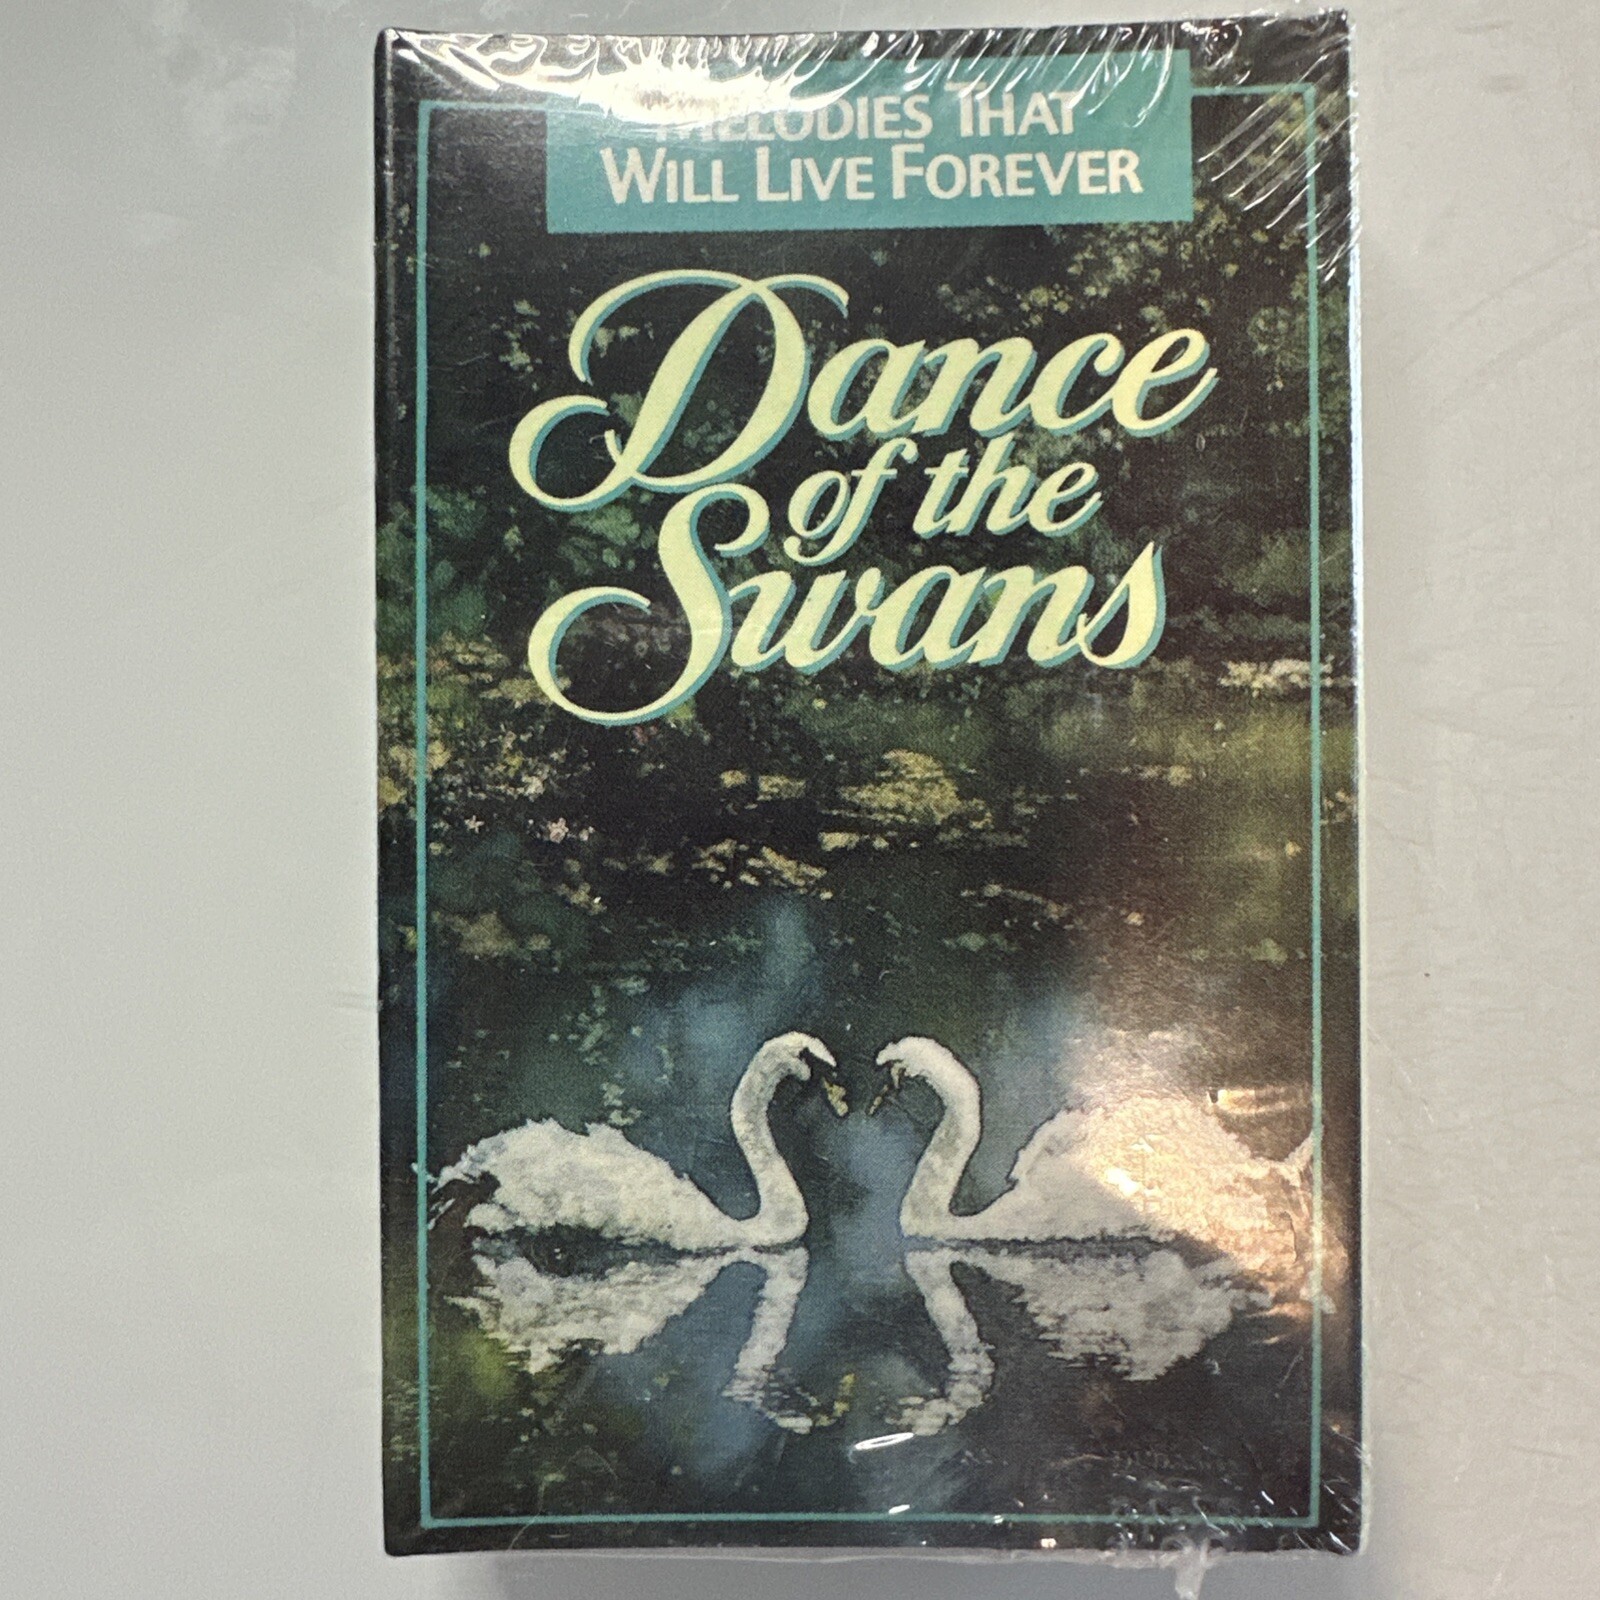 MELODIES THAT
WILL LIVE FOREVER
Dance
of the
Swans